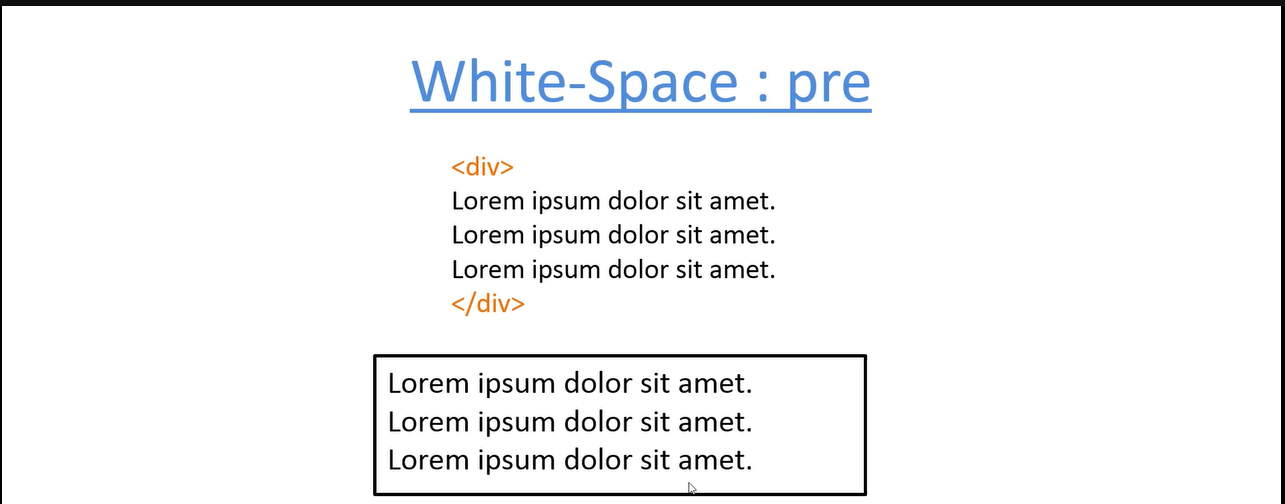 White-Space : pre
<div>
Lorem ipsum dolor sit amet.
Lorem ipsum dolor sit amet.
Lorem ipsum dolor sit amet.
</div>
Lorem ipsum dolor sit amet.
Lorem ipsum dolor sit amet.
Lorem ipsum dolor sit amet.